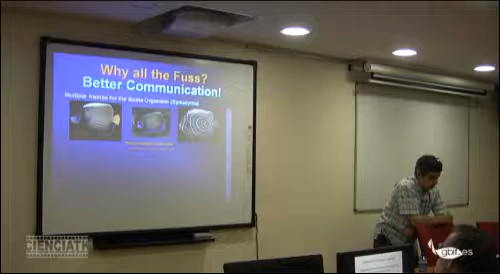 Why all the Fuss?
Better Communication!
Multiple Names for the Same Organism (Synonyms)
CIENCIATK
gbif.es